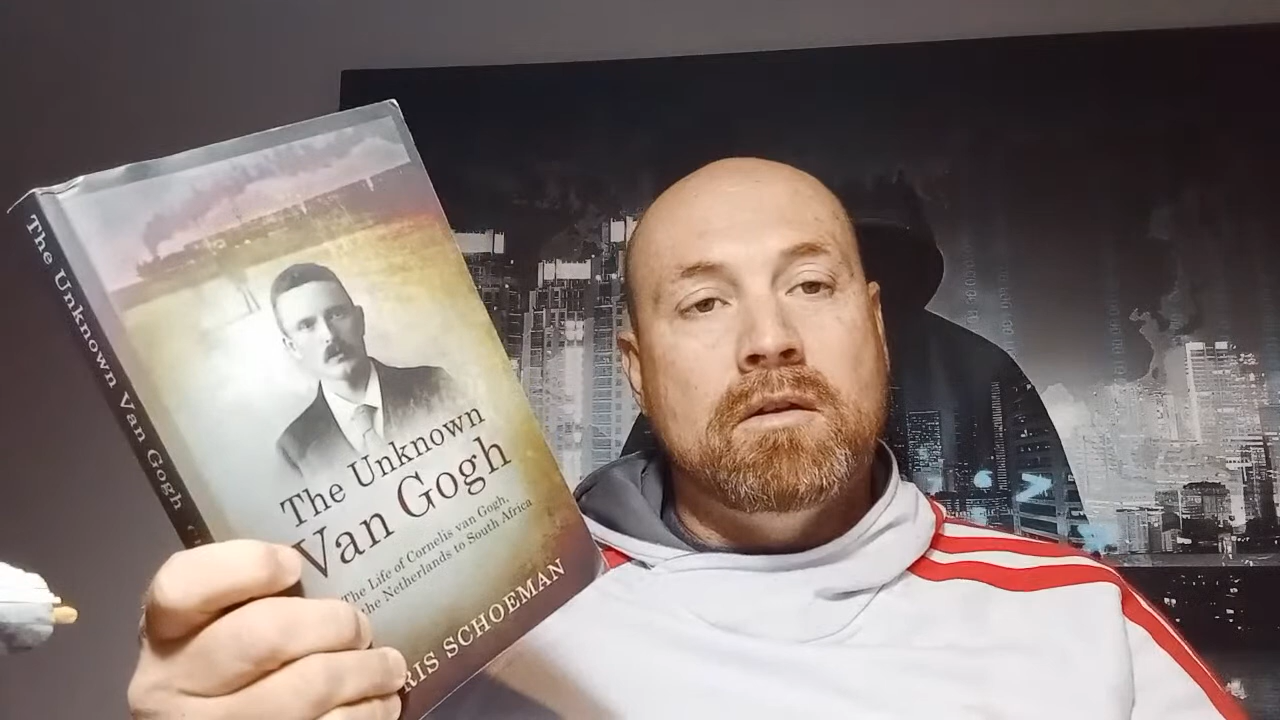 The Unknown Van Gogh
The Unknown
Van Gogh
The Life of Cornelis van Gogh,
the Netherlands to South Africa
RIS SCHOEMAN